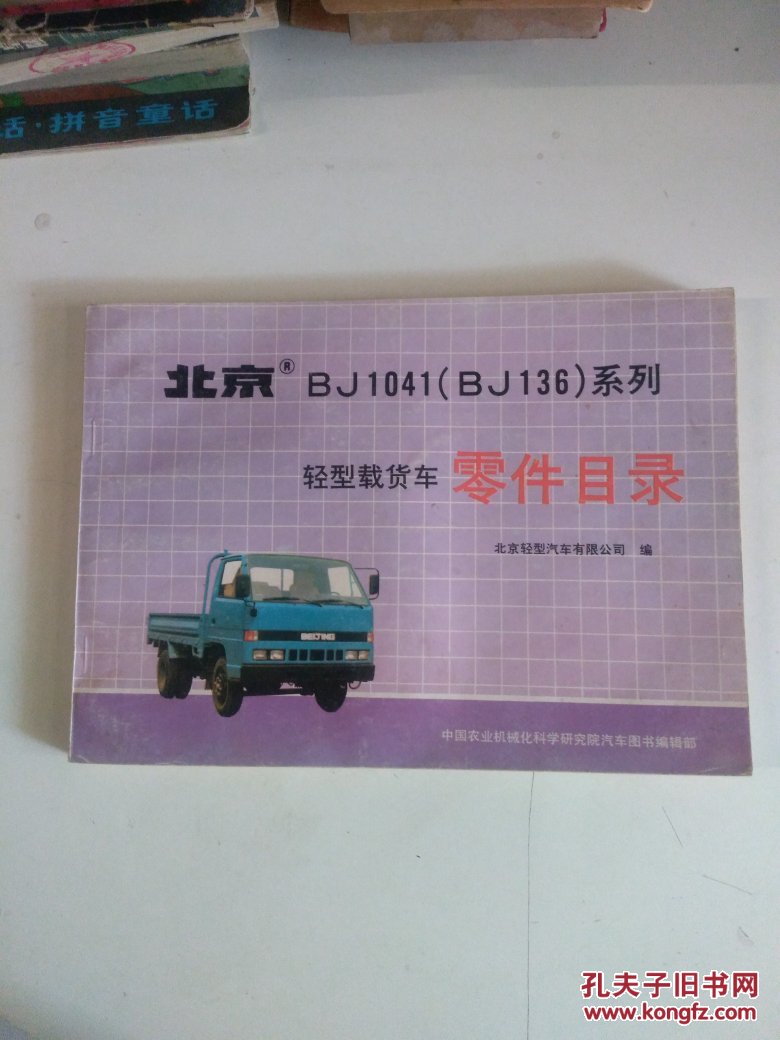 话·拼音童话
北京® BJ1041(BJ136)系列
轻型载货车 零件目录
北京轻型汽车有限公司 编
BEIJING
中国农业机械化科学研究院汽车图书编辑部
孔夫子旧书网
www.kongfz.com